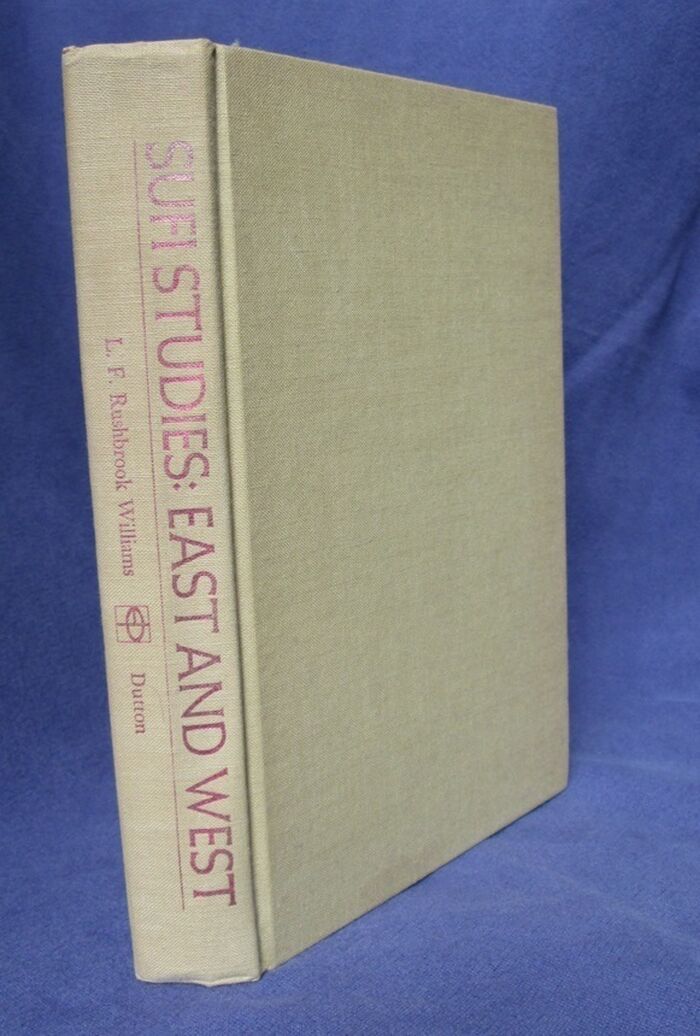 SUFI STUDIES: EAST AND WEST
L. F. Rushbrook Williams
Dutton